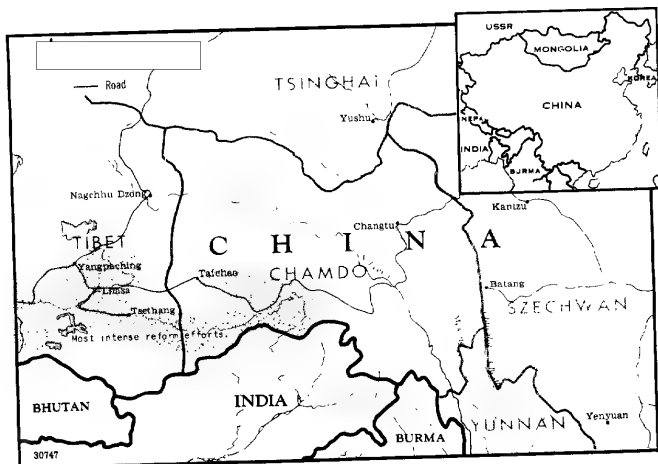 USSR
MONGOLIA
KOREA
CHINA
NEPAL
INDIA
BURMA
Road
TSINGHAI
Yushu
Nagchhu Dzong
Kantzu
Changtu
TIBET
C H I N A
Yangpaching
Taichao
CHAMDO
Lhasa
Batang
Tsethang
SZECHWAN
Most intense reform efforts.
BHUTAN
INDIA
BURMA
YUNNAN
Yenyuan
30747